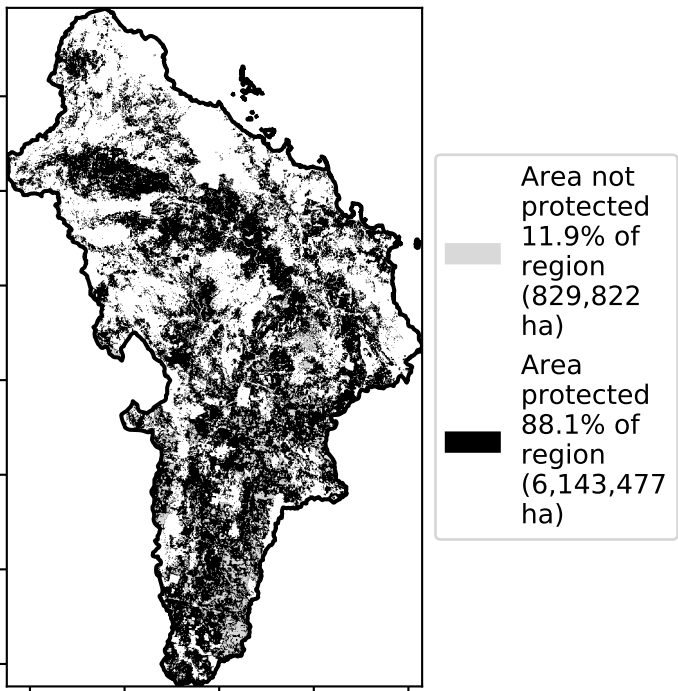 Area not
protected
11.9% of
region
(829,822
ha)
Area
protected
88.1% of
region
(6,143,477
ha)